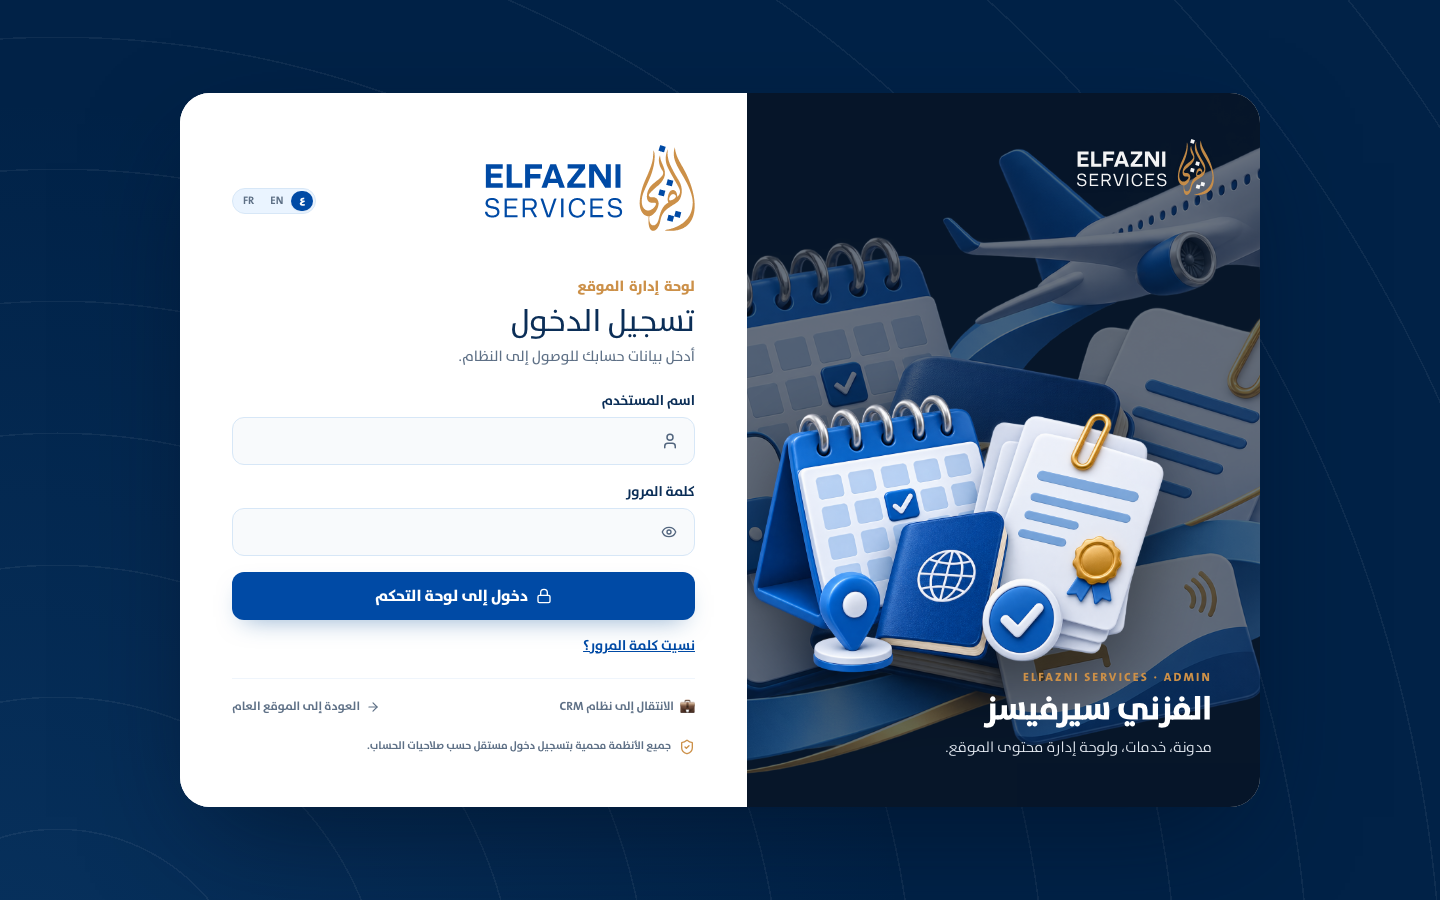 ELFAZNI
SERVICES
ELFAZNI SERVICES · ADMIN
الفزني سيرفيسز
مدونة، خدمات، ولوحة إدارة محتوى الموقع.
ELFAZNI
SERVICES
ع EN FR
لوحة إدارة الموقع
تسجيل الدخول
أدخل بيانات حسابك للوصول إلى النظام.
اسم المستخدم
كلمة المرور
دخول إلى لوحة التحكم
نسيت كلمة المرور؟
الانتقال إلى نظام CRM
العودة إلى الموقع العام
جميع الأنظمة محمية بتسجيل دخول مستقل حسب صلاحيات الحساب.